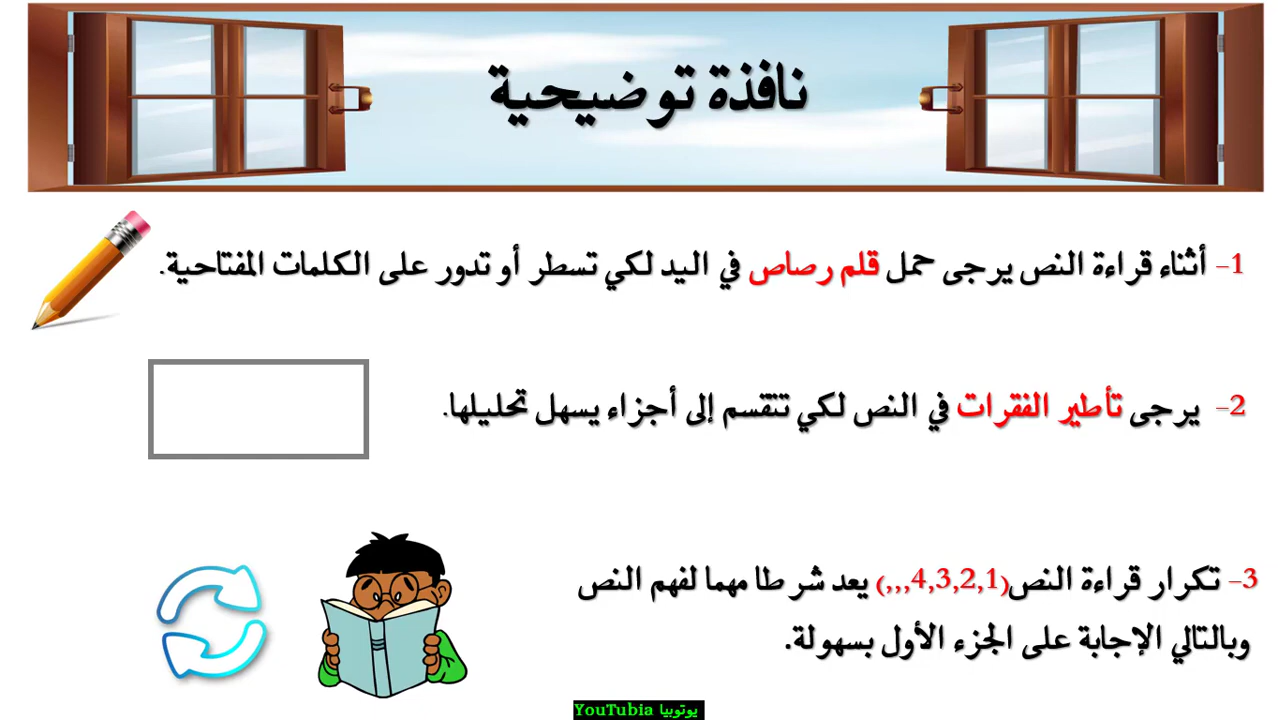 نافذة توضيحية
1- أثناء قراءة النص يرجى حمل قلم رصاص في اليد لكي تسطر أو تدور على الكلمات المفتاحية.
2- يرجى تأطير الفقرات في النص لكي تنقسم إلى أجزاء يسهل تحليلها.
3- تكرار قراءة النص(4,3,2,1,,,) يعد شرطا مهما لفهم النص
وبالتالي الإجابة على الجزء الأول بسهولة.
يوتوبيا YouTubia